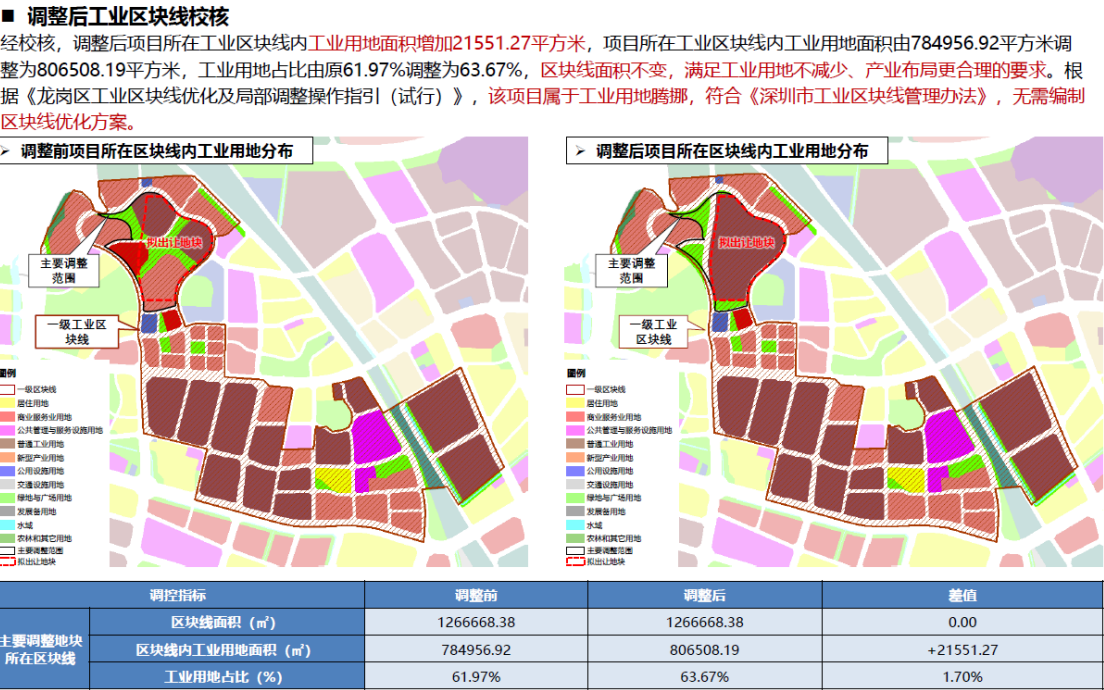 ■ 调整后工业区块线校核
经校核，调整后项目所在工业区块线内工业用地面积增加21551.27平方米，项目所在工业区块线内工业用地面积由784956.92平方米调
整为806508.19平方米，工业用地占比由原61.97%调整为63.67%，区块线面积不变，满足工业用地不减少、产业布局更合理的要求。根
据《龙岗区工业区块线优化及局部调整操作指引（试行）》，该项目属于工业用地腾挪，符合《深圳市工业区块线管理办法》，无需编制
区块线优化方案。
➢ 调整前项目所在区块线内工业用地分布
拟出让地块
主要调整
范围
一级工业区
块线
图例
一级区块线
居住用地
商业服务业用地
公共管理与服务设施用地
普通工业用地
新型产业用地
公用设施用地
交通设施用地
绿地与广场用地
发展备用地
水域
农林和其它用地
主要调整范围
拟出让地块
➢ 调整后项目所在区块线内工业用地分布
拟出让地块
主要调整
范围
一级工业
区块线
图例
一级区块线
居住用地
商业服务业用地
公共管理与服务设施用地
普通工业用地
新型产业用地
公用设施用地
交通设施用地
绿地与广场用地
发展备用地
水域
农林和其它用地
主要调整范围
拟出让地块
调控指标 调整前 调整后 差值
主要调整地块
所在区块线
区块线面积（㎡） 1266668.38 1266668.38 0.00
区块线内工业用地面积（㎡） 784956.92 806508.19 +21551.27
工业用地占比（%） 61.97% 63.67% 1.70%